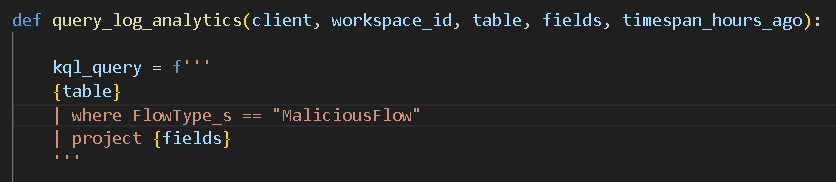 def query_log_analytics(client, workspace_id, table, fields, timespan_hours_ago):
kql_query = f'''
{table}
| where FlowType_s == "MaliciousFlow"
| project {fields}
'''